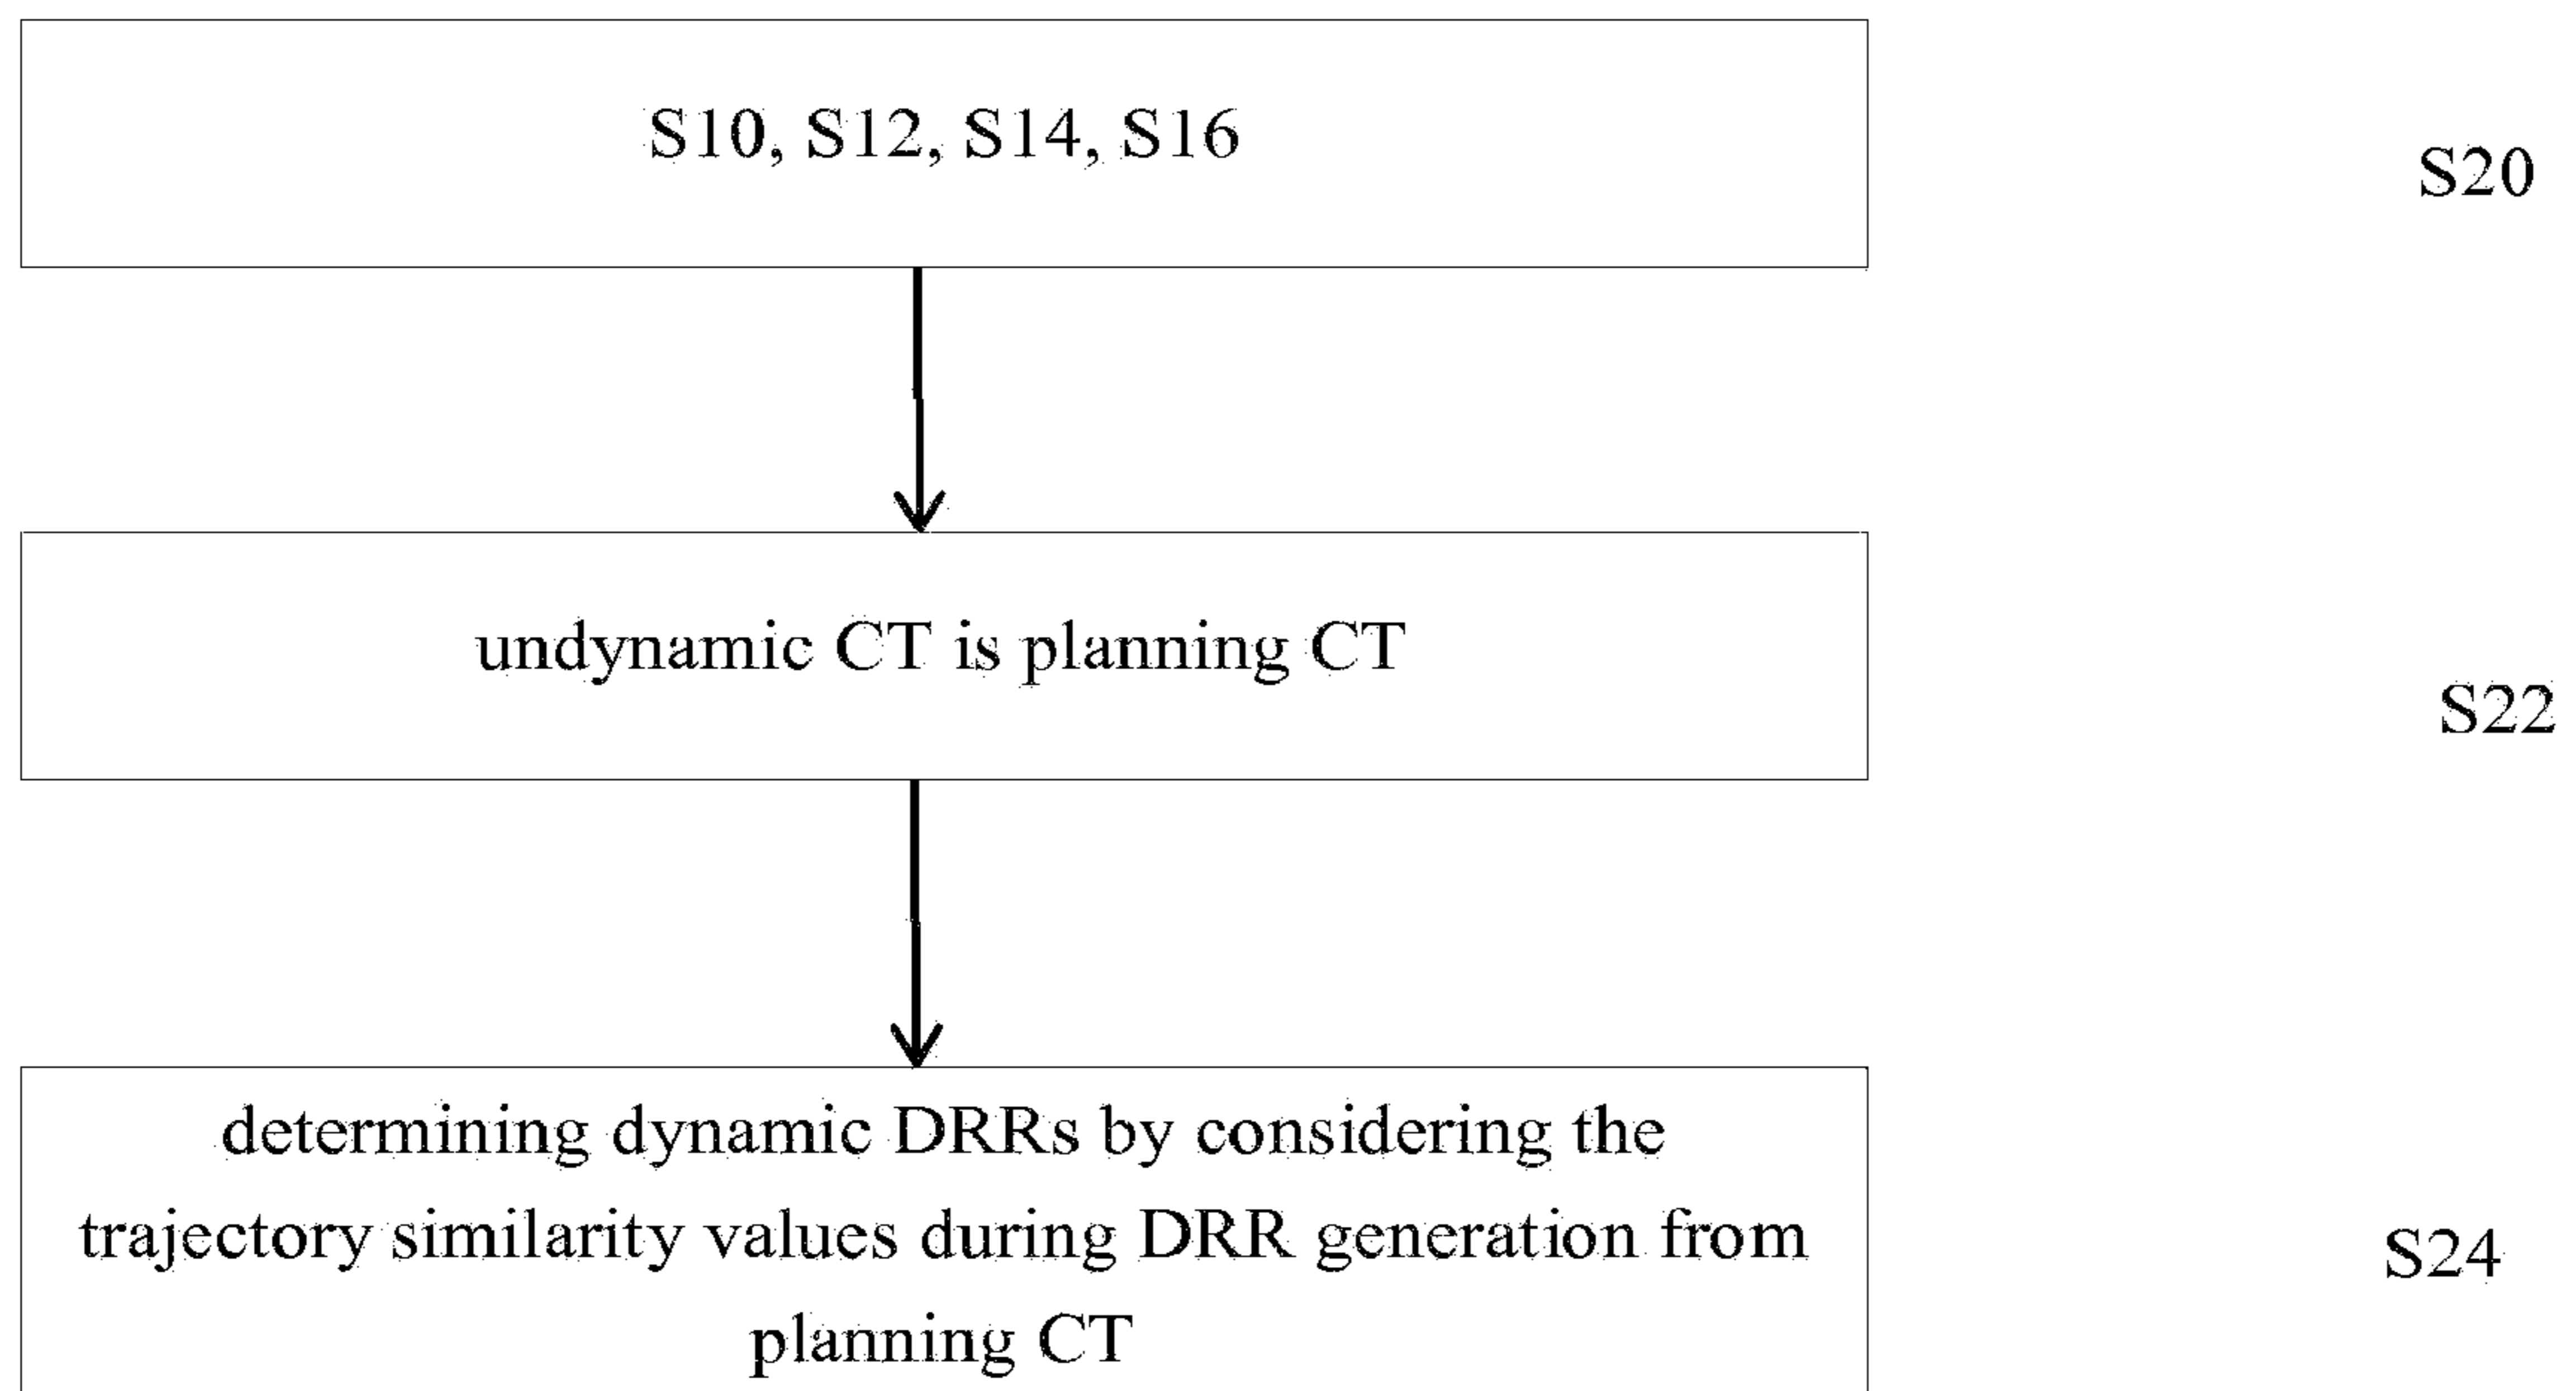 S10, S12, S14, S16
S20
undynamic CT is planning CT
S22
determining dynamic DRRs by considering the
trajectory similarity values during DRR generation from
planning CT
S24